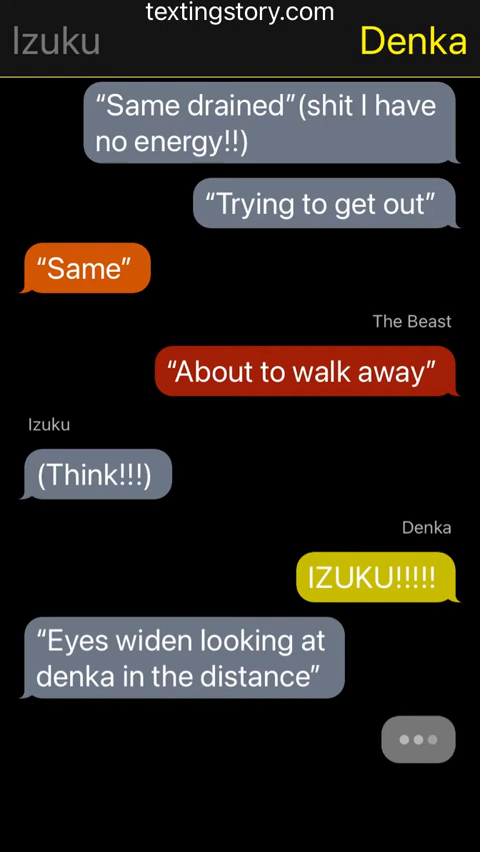 textingstory.com
Izuku
Denka
“Same drained”(shit I have
no energy!!)
“Trying to get out”
“Same”
The Beast
“About to walk away”
Izuku
(Think!!!)
Denka
IZUKU!!!!!
“Eyes widen looking at
denka in the distance”